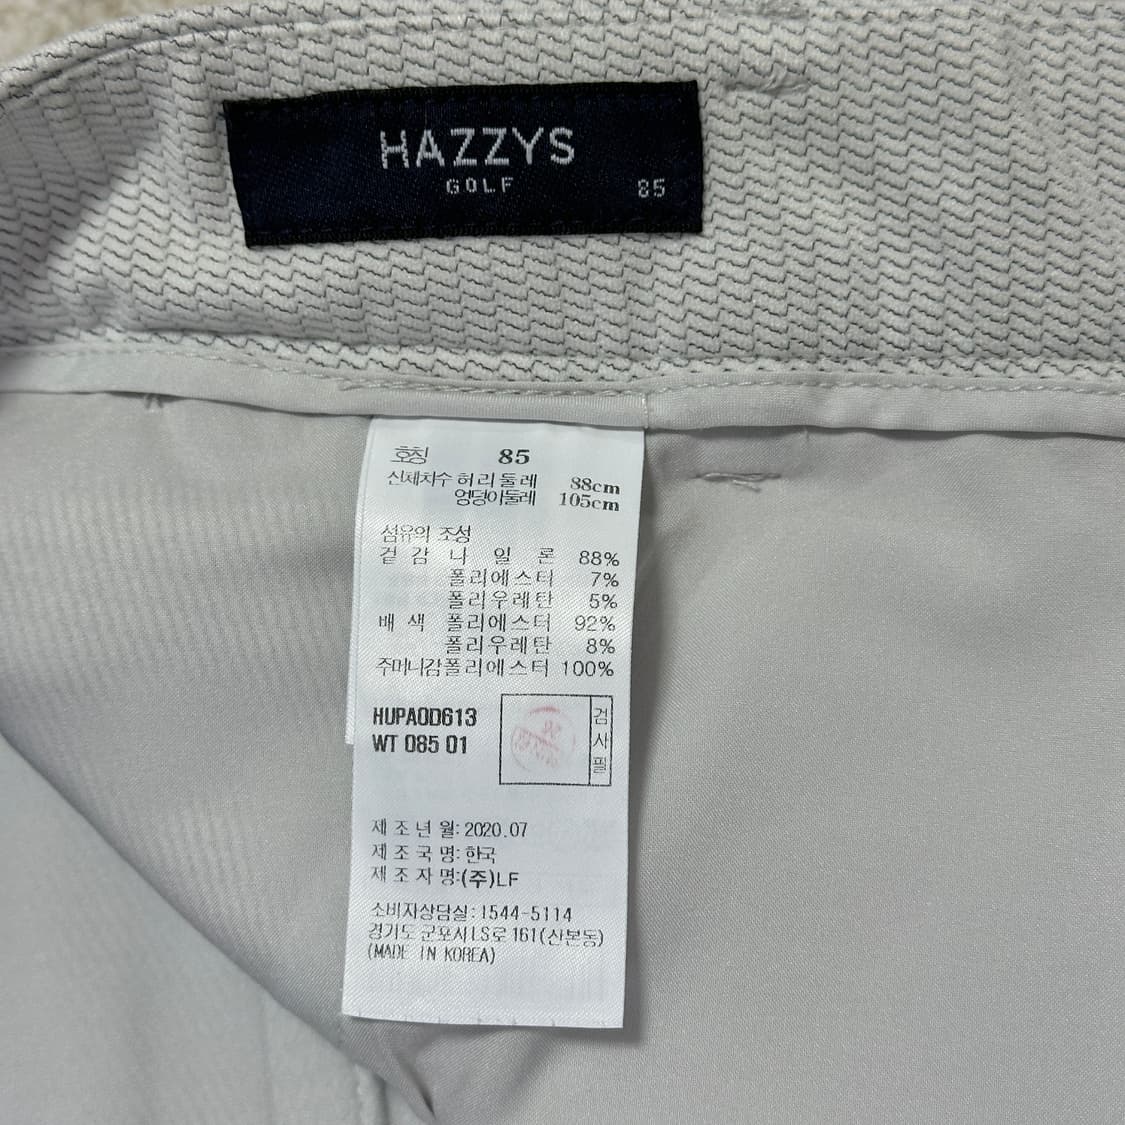 HAZZYS
GOLF
85
호칭 85
신체치수 허리둘레 88cm
엉덩이둘레 105cm
섬유의 조성
겉감 나일론 88%
폴리에스터 7%
폴리우레탄 5%
배색 폴리에스터 92%
폴리우레탄 8%
주머니감 폴리에스터 100%
HUPA0D613
WT 085 01
검사필
제조년월: 2020.07
제조국명: 한국
제조자명:(주)LF
소비자상담실: 1544-5114
경기도 군포시 LS로 161(산본동)
(MADE IN KOREA)